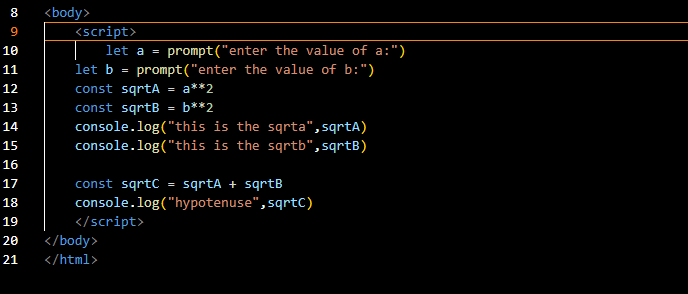 8 <body>
9 <script>
10 let a = prompt("enter the value of a:")
11 let b = prompt("enter the value of b:")
12 const sqrtA = a**2
13 const sqrtB = b**2
14 console.log("this is the sqrta",sqrtA)
15 console.log("this is the sqrtb",sqrtB)
16
17 const sqrtC = sqrtA + sqrtB
18 console.log("hypotenuse",sqrtC)
19 </script>
20 </body>
21 </html>